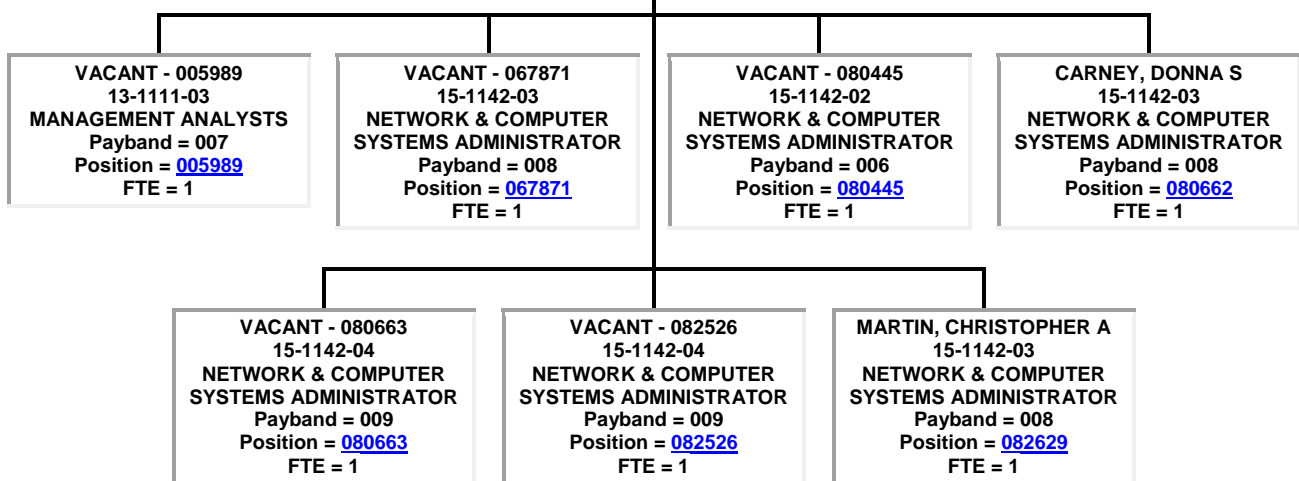 VACANT - 005989
13-1111-03
MANAGEMENT ANALYSTS
Payband = 007
Position = 005989
FTE = 1
VACANT - 067871
15-1142-03
NETWORK & COMPUTER
SYSTEMS ADMINISTRATOR
Payband = 008
Position = 067871
FTE = 1
VACANT - 080445
15-1142-02
NETWORK & COMPUTER
SYSTEMS ADMINISTRATOR
Payband = 006
Position = 080445
FTE = 1
CARNEY, DONNA S
15-1142-03
NETWORK & COMPUTER
SYSTEMS ADMINISTRATOR
Payband = 008
Position = 080662
FTE = 1
VACANT - 080663
15-1142-04
NETWORK & COMPUTER
SYSTEMS ADMINISTRATOR
Payband = 009
Position = 080663
FTE = 1
VACANT - 082526
15-1142-04
NETWORK & COMPUTER
SYSTEMS ADMINISTRATOR
Payband = 009
Position = 082526
FTE = 1
MARTIN, CHRISTOPHER A
15-1142-03
NETWORK & COMPUTER
SYSTEMS ADMINISTRATOR
Payband = 008
Position = 082629
FTE = 1